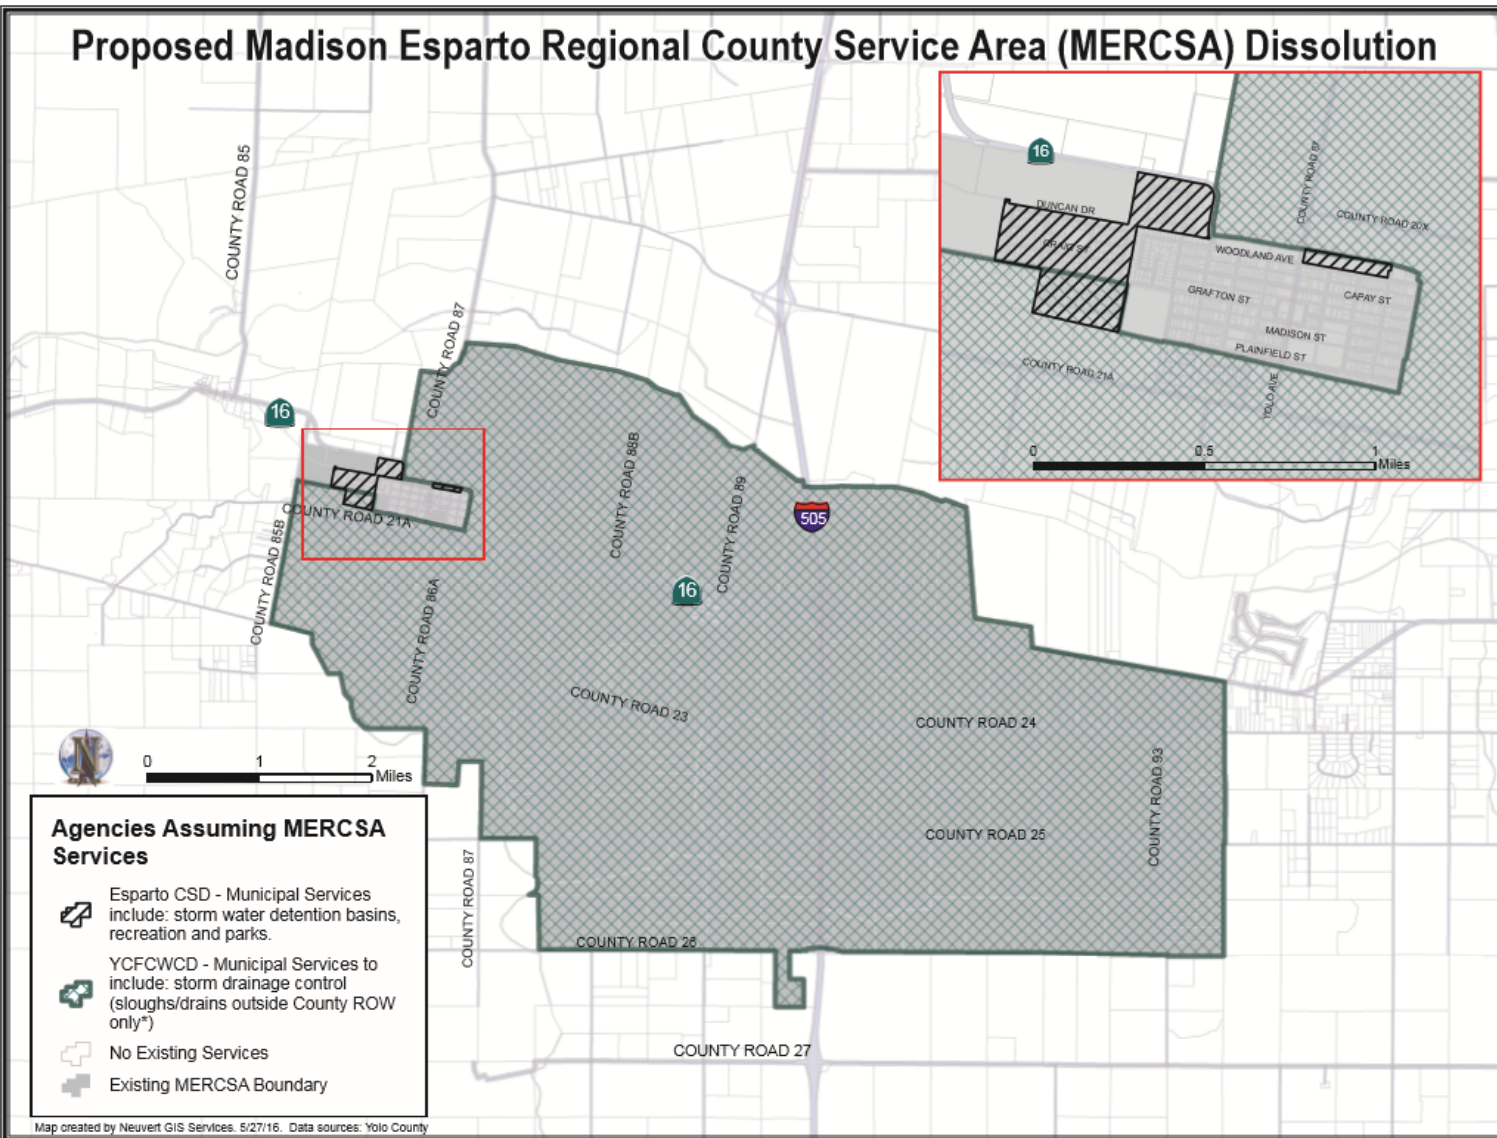 Proposed Madison Esparto Regional County Service Area (MERCSA) Dissolution
16
COUNTY ROAD 87
DUNCAN DR
COUNTY ROAD 20X
GRAND ST
WOODLAND AVE
GRAFTON ST
CAPAY ST
MADISON ST
PLAINFIELD ST
COUNTY ROAD 21A
YOLO AVE
0 0.5 1
Miles
COUNTY ROAD 85
COUNTY ROAD 87
16
COUNTY ROAD 88B
COUNTY ROAD 89
505
COUNTY ROAD 21A
COUNTY ROAD 85B
16
COUNTY ROAD 86A
COUNTY ROAD 23
COUNTY ROAD 24
COUNTY ROAD 93
COUNTY ROAD 25
N
0 1 2
Miles
COUNTY ROAD 87
COUNTY ROAD 26
COUNTY ROAD 27
Agencies Assuming MERCSA
Services
Esparto CSD - Municipal Services
include: storm water detention basins,
recreation and parks.
YCFCWCD - Municipal Services to
include: storm drainage control
(sloughs/drains outside County ROW
only*)
No Existing Services
Existing MERCSA Boundary
Map created by Neuvert GIS Services. 5/27/16. Data sources: Yolo County